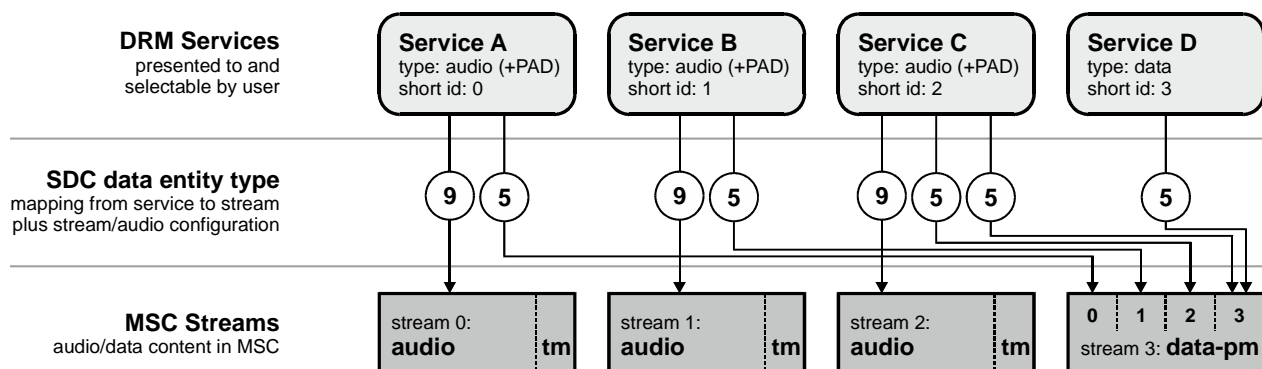 DRM Services
presented to and
selectable by user
Service A
type: audio (+PAD)
short id: 0
Service B
type: audio (+PAD)
short id: 1
Service C
type: audio (+PAD)
short id: 2
Service D
type: data
short id: 3
SDC data entity type
mapping from service to stream
plus stream/audio configuration
9 5 9 5 9 5 5 5
MSC Streams
audio/data content in MSC
stream 0:
audio tm
stream 1:
audio tm
stream 2:
audio tm
0 1 2 3
stream 3: data-pm